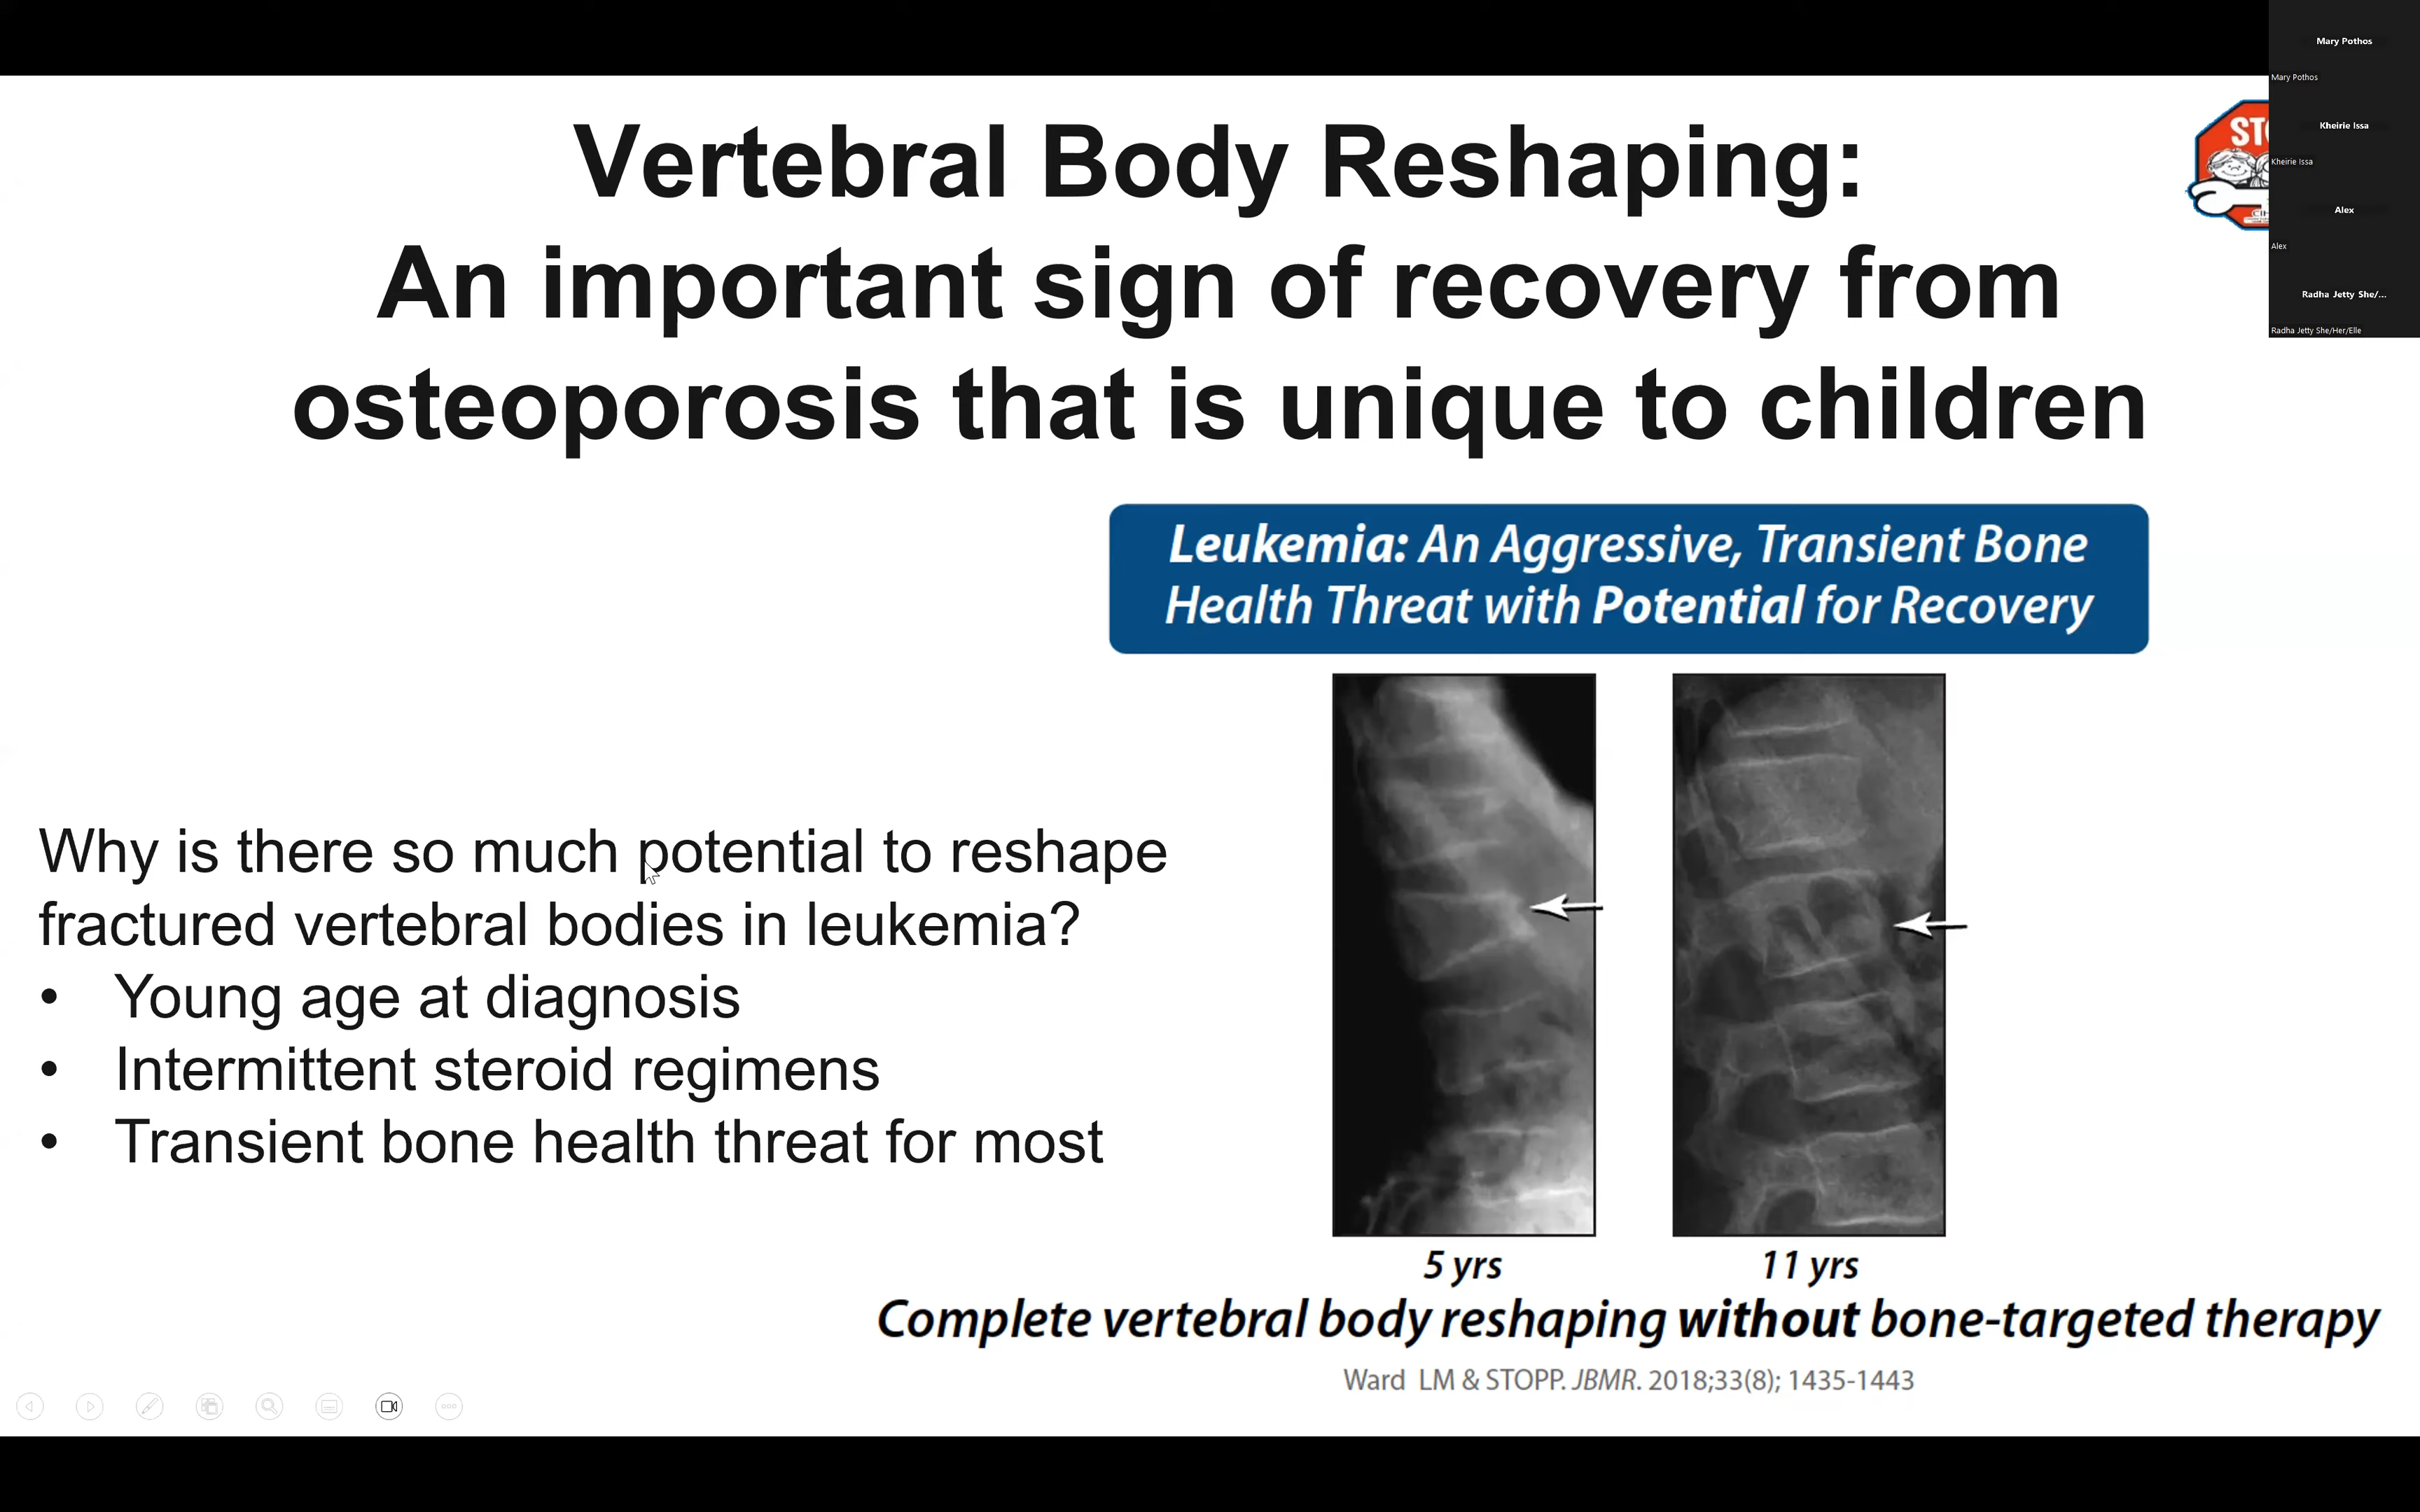 Vertebral Body Reshaping:
An important sign of recovery from
osteoporosis that is unique to children
Mary Pothos
Mary Pothos
Kheirie Issa
Kheirie Issa
Alex
Alex
Radha Jetty She/...
Radha Jetty She/Her/Elle
Leukemia: An Aggressive, Transient Bone
Health Threat with Potential for Recovery
Why is there so much potential to reshape
fractured vertebral bodies in leukemia?
• Young age at diagnosis
• Intermittent steroid regimens
• Transient bone health threat for most
5 yrs
11 yrs
Complete vertebral body reshaping without bone-targeted therapy
Ward LM & STOPP. JBMR. 2018;33(8); 1435-1443